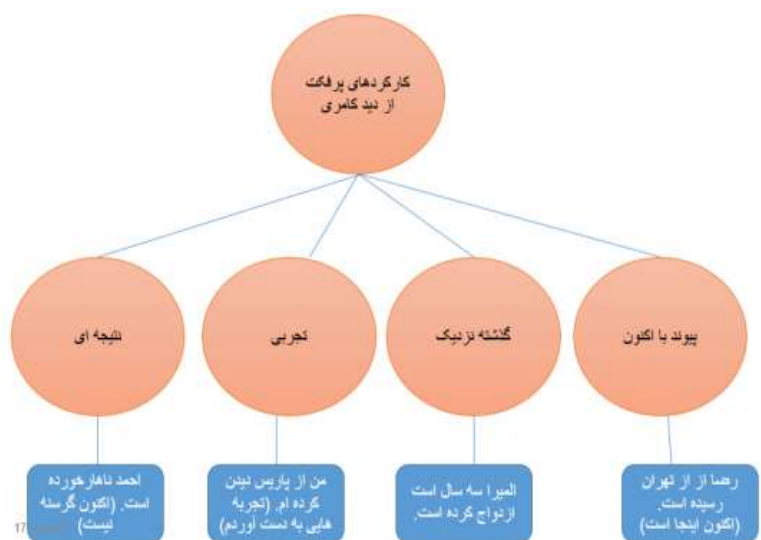 کارکردهای پرفکت
از دید کامری
پیوند با اکنون
گذشته نزدیک
تجربی
نتیجه ای
رضا از از تهران
رسیده است.
(اکنون اینجا است)
المیرا سه سال است
ازدواج کرده است.
من از پاریس دیدن
کرده ام. (تجربه
هایی به دست آوردم)
احمد ناهارخورده
است. (اکنون گرسنه
نیست)
17